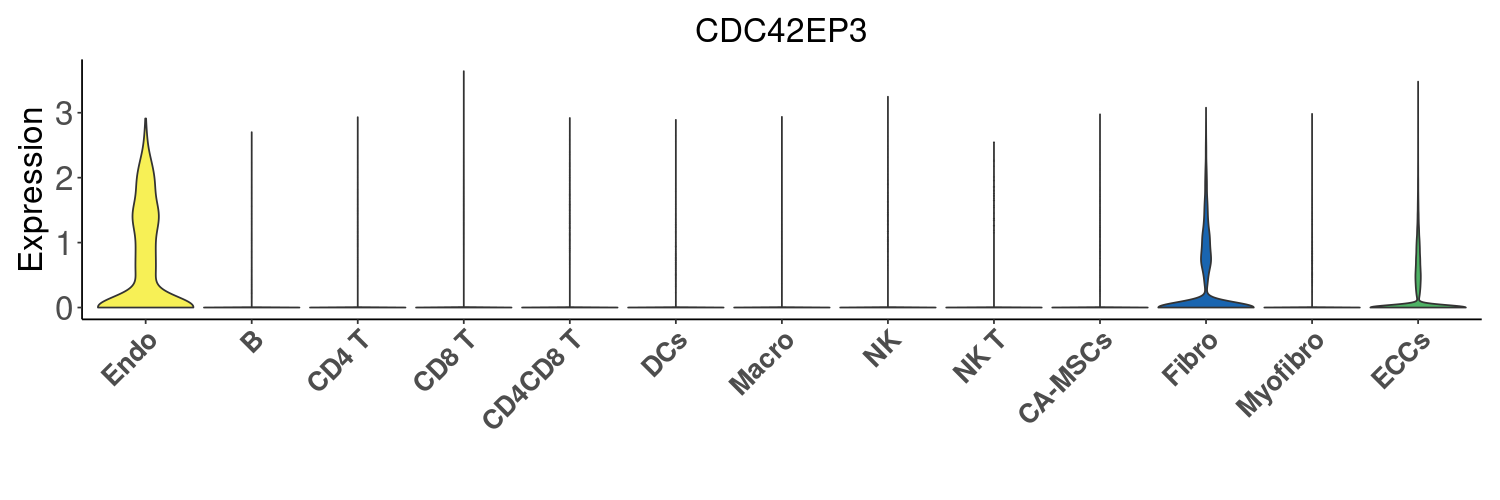 CDC42EP3
Expression
3
2
1
0
Endo
B
CD4 T
CD8 T
CD4CD8 T
DCs
Macro
NK
NK T
CA-MSCs
Fibro
Myofibro
ECCs